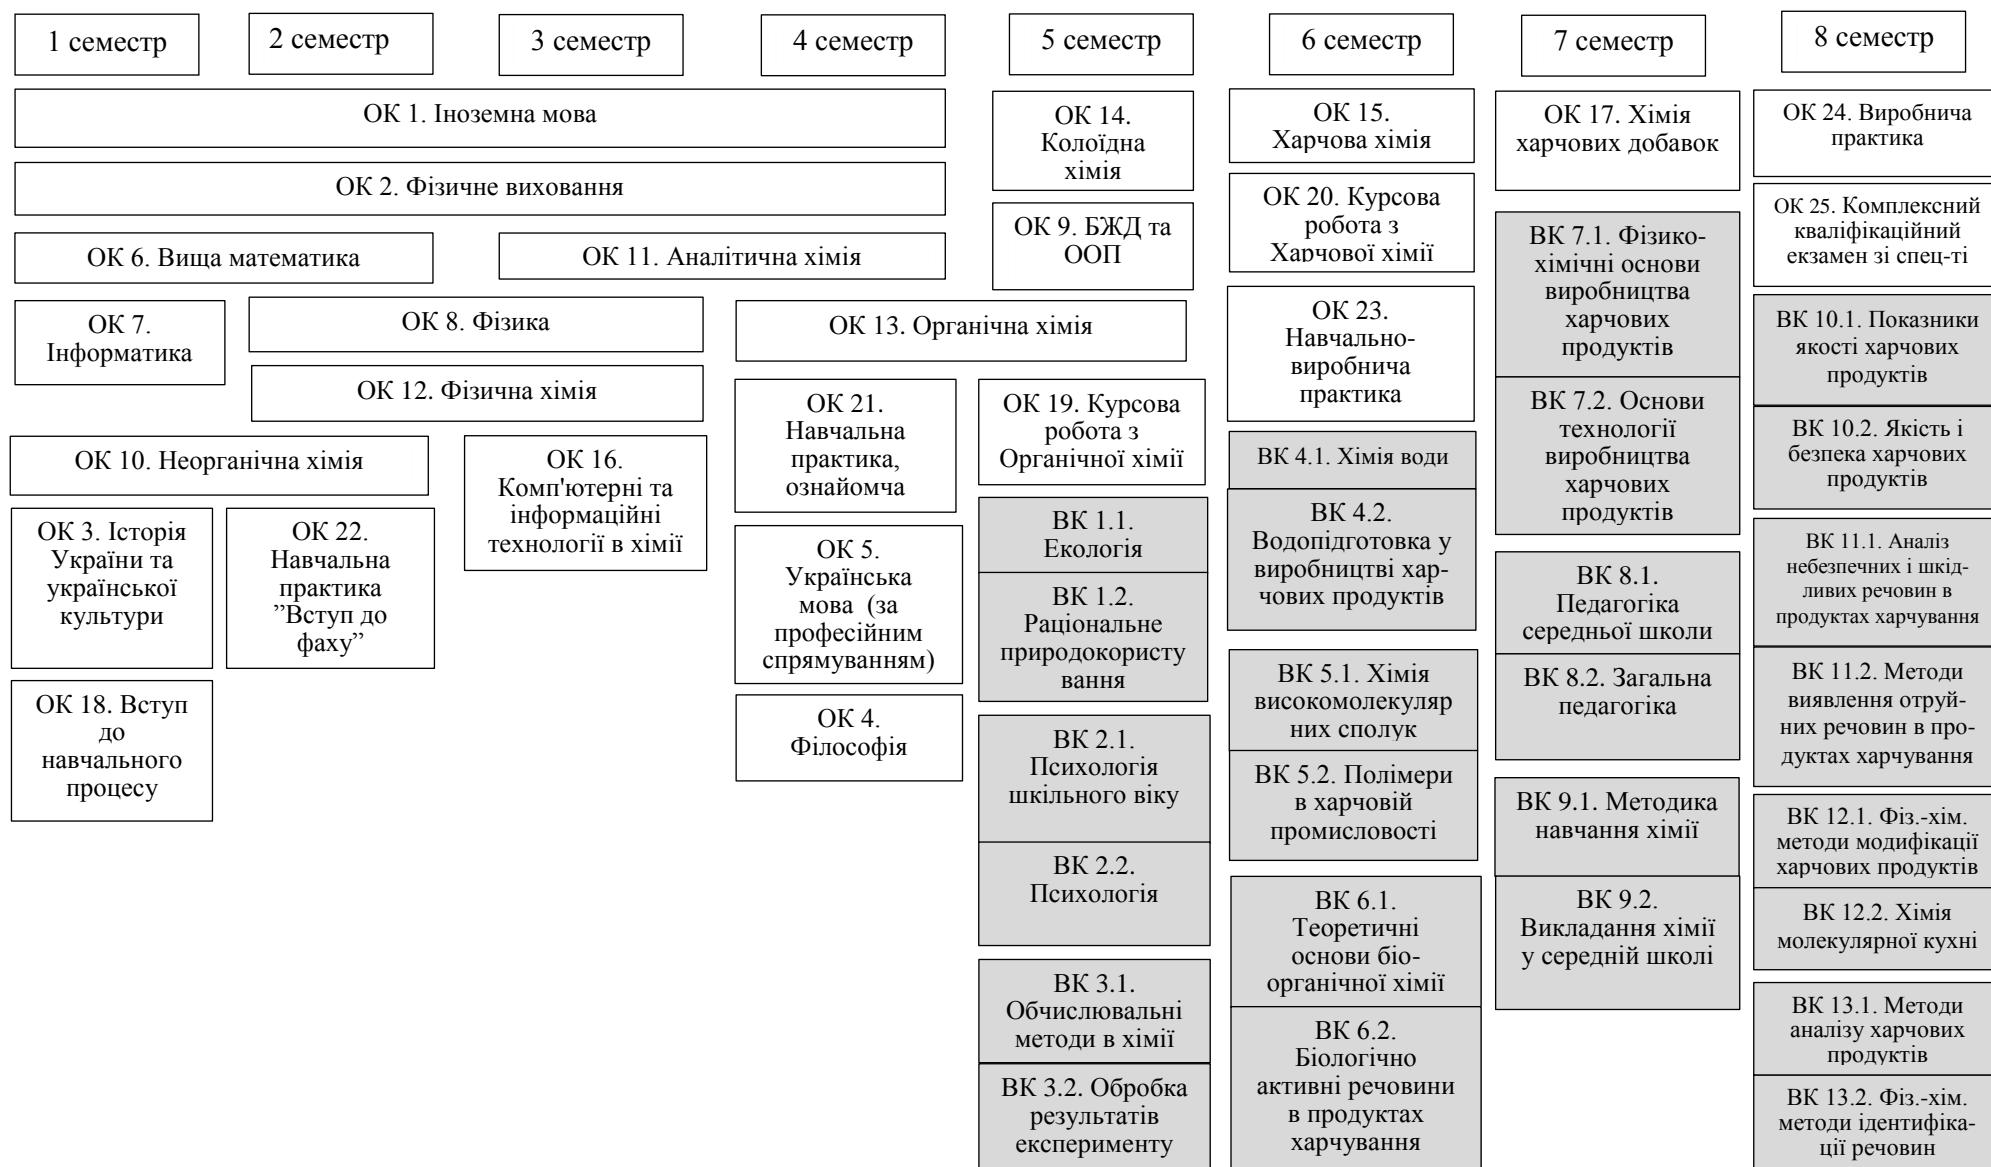 1 семестр
2 семестр
3 семестр
4 семестр
5 семестр
6 семестр
7 семестр
8 семестр
ОК 1. Іноземна мова
ОК 2. Фізичне виховання
ОК 6. Вища математика
ОК 11. Аналітична хімія
ОК 7.
Інформатика
ОК 8. Фізика
ОК 13. Органічна хімія
ОК 12. Фізична хімія
ОК 10. Неорганічна хімія
ОК 3. Історія
України та
української
культури
ОК 18. Вступ
до
навчального
процесу
ОК 22.
Навчальна
практика
”Вступ до
фаху”
ОК 16.
Комп'ютерні та
інформаційні
технології в хімії
ОК 21.
Навчальна
практика,
ознайомча
ОК 5.
Українська
мова (за
професійним
спрямуванням)
ОК 4.
Філософія
ОК 14.
Колоїдна
хімія
ОК 9. БЖД та
ООП
ОК 19. Курсова
робота з
Органічної хімії
ВК 1.1.
Екологія
ВК 1.2.
Раціональне
природокористу
вання
ВК 2.1.
Психологія
шкільного віку
ВК 2.2.
Психологія
ВК 3.1.
Обчислювальні
методи в хімії
ВК 3.2. Обробка
результатів
експерименту
ОК 15.
Харчова хімія
ОК 20. Курсова
робота з
Харчової хімії
ОК 23.
Навчально-
виробнича
практика
ВК 4.1. Хімія води
ВК 4.2.
Водопідготовка у
виробництві хар-
чових продуктів
ВК 5.1. Хімія
високомолекуляр
них сполук
ВК 5.2. Полімери
в харчовій
промисловості
ВК 6.1.
Теоретичні
основи біо-
органічної хімії
ВК 6.2.
Біологічно
активні речовини
в продуктах
харчування
ОК 17. Хімія
харчових добавок
ВК 7.1. Фізико-
хімічні основи
виробництва
харчових
продуктів
ВК 7.2. Основи
технології
виробництва
харчових
продуктів
ВК 8.1.
Педагогіка
середньої школи
ВК 8.2. Загальна
педагогіка
ВК 9.1. Методика
навчання хімії
ВК 9.2.
Викладання хімії
у середній школі
ОК 24. Виробнича
практика
ОК 25. Комплексний
кваліфікаційний
екзамен зі спец-ті
ВК 10.1. Показники
якості харчових
продуктів
ВК 10.2. Якість і
безпека харчових
продуктів
ВК 11.1. Аналіз
небезпечних і шкід-
ливих речовин в
продуктах харчування
ВК 11.2. Методи
виявлення отруй-
них речовин в про-
дуктах харчування
ВК 12.1. Фіз.-хім.
методи модифікації
харчових продуктів
ВК 12.2. Хімія
молекулярної кухні
ВК 13.1. Методи
аналізу харчових
продуктів
ВК 13.2. Фіз.-хім.
методи ідентифіка-
ції речовин